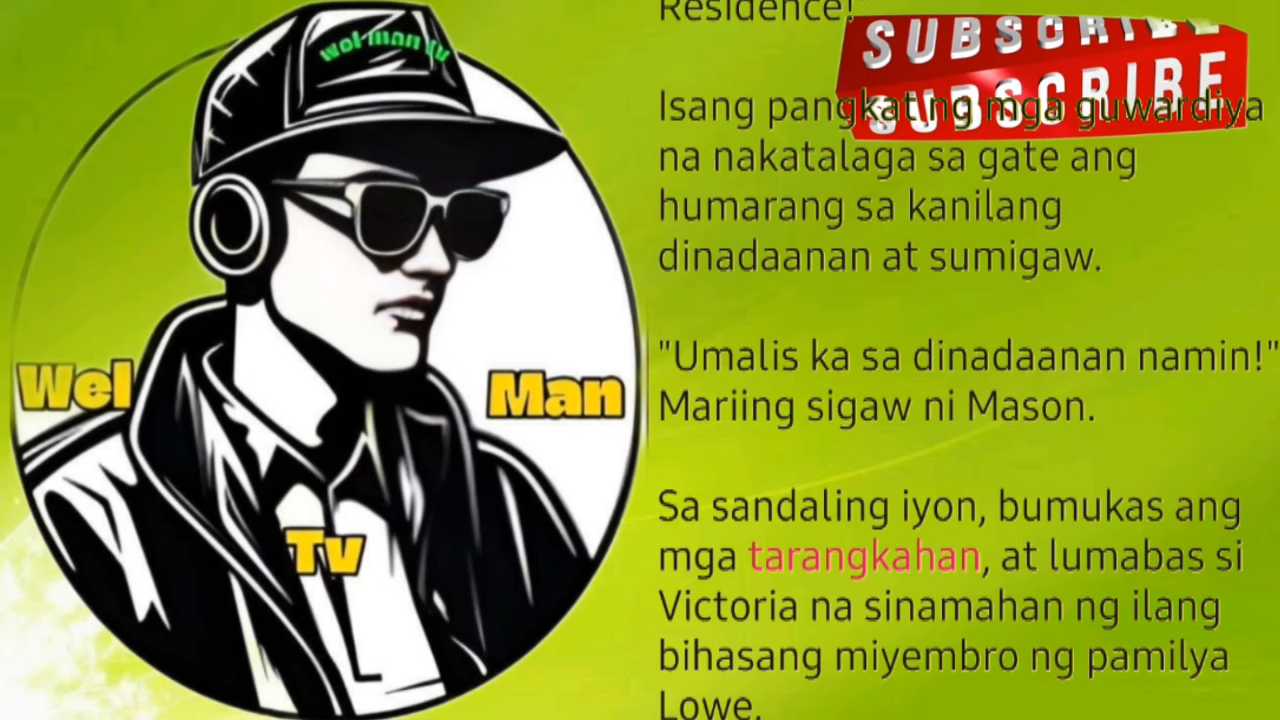 wel man tv
Wel
Man
Tv
Residence!"
SUBSCRIBE
SUBSCRIBE
Isang pangkat ng mga guwardiya
na nakatalaga sa gate ang
humarang sa kanilang
dinadaanan at sumigaw.
"Umalis ka sa dinadaanan namin!"
Mariing sigaw ni Mason.
Sa sandaling iyon, bumukas ang
mga tarangkahan, at lumabas si
Victoria na sinamahan ng ilang
bihasang miyembro ng pamilya
Lowe.